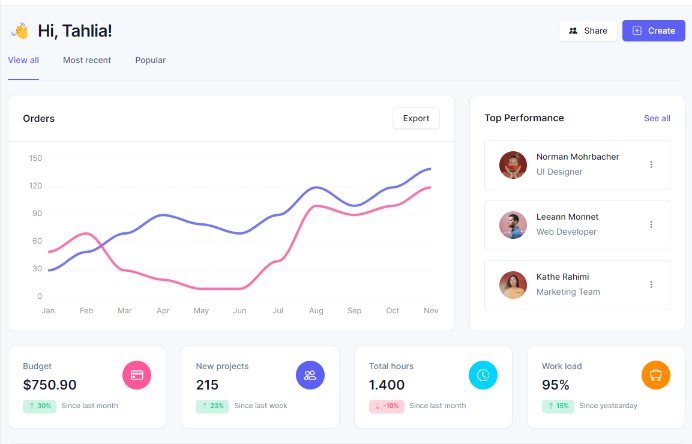 👋 Hi, Tahlia!
Share
Create
View all
Most recent
Popular
Orders
Export
150
120
90
60
30
0
Jan Feb Mar Apr May Jun Jul Aug Sep Oct Nov
Top Performance
See all
Norman Mohrbacher
UI Designer
Leeann Monnet
Web Developer
Kathe Rahimi
Marketing Team
Budget
$750.90
↑ 30% Since last month
New projects
215
↑ 23% Since last week
Total hours
1.400
↓ -10% Since last month
Work load
95%
↑ 15% Since yestearday